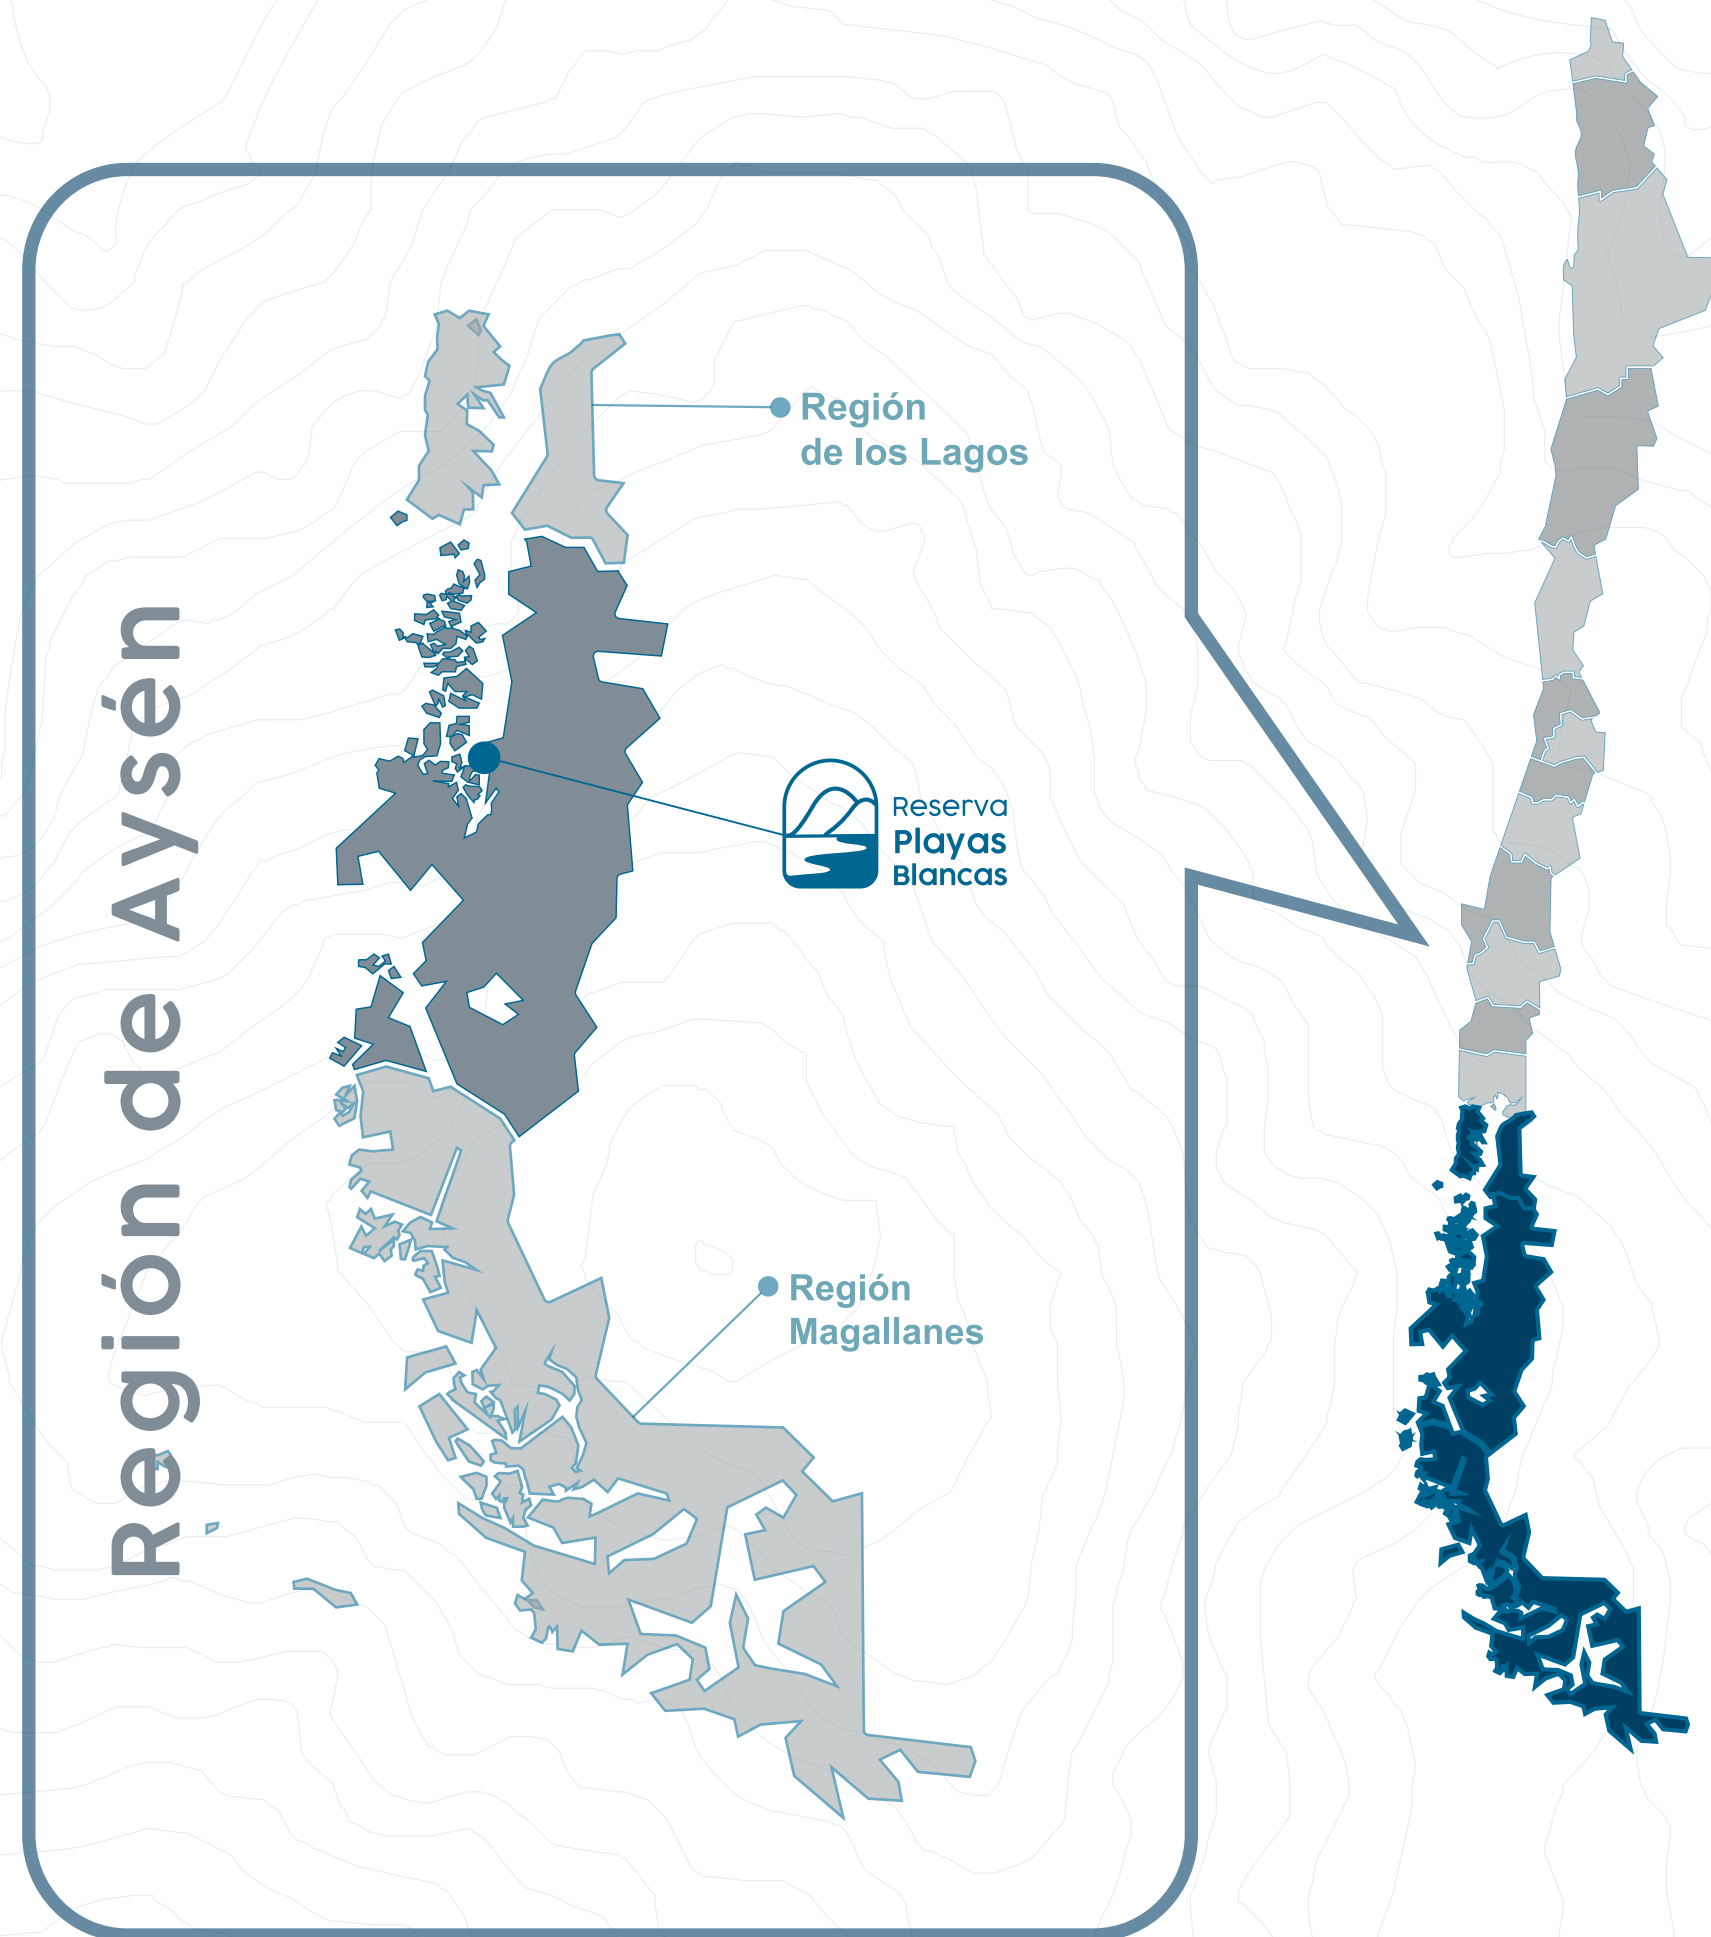 Región de Aysén
Región
de los Lagos
Reserva
Playas
Blancas
Región
Magallanes